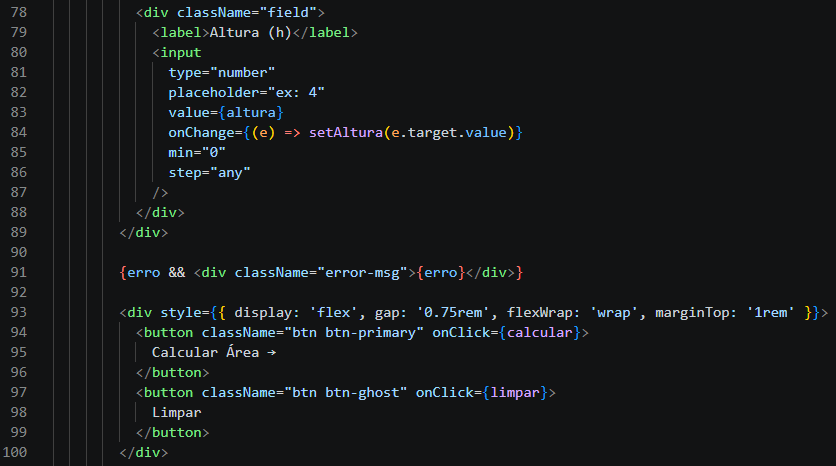 78 <div className="field">
79 <label>Altura (h)</label>
80 <input
81 type="number"
82 placeholder="ex: 4"
83 value={altura}
84 onChange={(e) => setAltura(e.target.value)}
85 min="0"
86 step="any"
87 />
88 </div>
89 </div>
90
91 {erro && <div className="error-msg">{erro}</div>}
92
93 <div style={{ display: 'flex', gap: '0.75rem', flexWrap: 'wrap', marginTop: '1rem' }}>
94 <button className="btn btn-primary" onClick={calcular}>
95 Calcular Área →
96 </button>
97 <button className="btn btn-ghost" onClick={limpar}>
98 Limpar
99 </button>
100 </div>